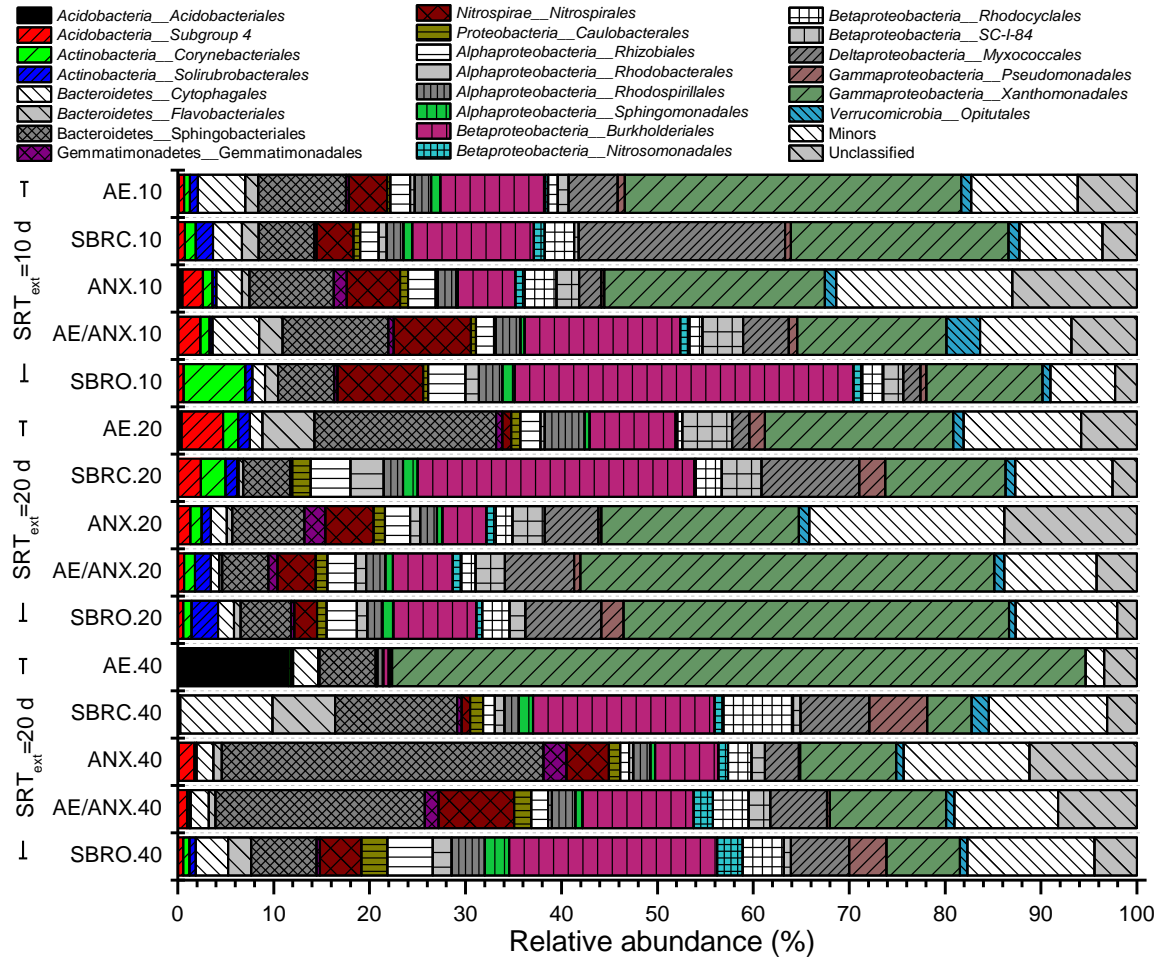 Acidobacteria__Acidobacteriales
Acidobacteria__Subgroup 4
Actinobacteria__Corynebacteriales
Actinobacteria__Solirubrobacterales
Bacteroidetes__Cytophagales
Bacteroidetes__Flavobacteriales
Bacteroidetes__Sphingobacteriales
Gemmatimonadetes__Gemmatimonadales
Nitrospirae__Nitrospirales
Proteobacteria__Caulobacterales
Alphaproteobacteria__Rhizobiales
Alphaproteobacteria__Rhodobacterales
Alphaproteobacteria__Rhodospirillales
Alphaproteobacteria__Sphingomonadales
Betaproteobacteria__Burkholderiales
Betaproteobacteria__Nitrosomonadales
Betaproteobacteria__Rhodocyclales
Betaproteobacteria__SC-I-84
Deltaproteobacteria__Myxococcales
Gammaproteobacteria__Pseudomonadales
Gammaproteobacteria__Xanthomonadales
Verrucomicrobia__Opitutales
Minors
Unclassified
SRText=10 d
AE.10
SBRC.10
ANX.10
AE/ANX.10
SBRO.10
SRText=20 d
AE.20
SBRC.20
ANX.20
AE/ANX.20
SBRO.20
SRText=20 d
AE.40
SBRC.40
ANX.40
AE/ANX.40
SBRO.40
0 10 20 30 40 50 60 70 80 90 100
Relative abundance (%)